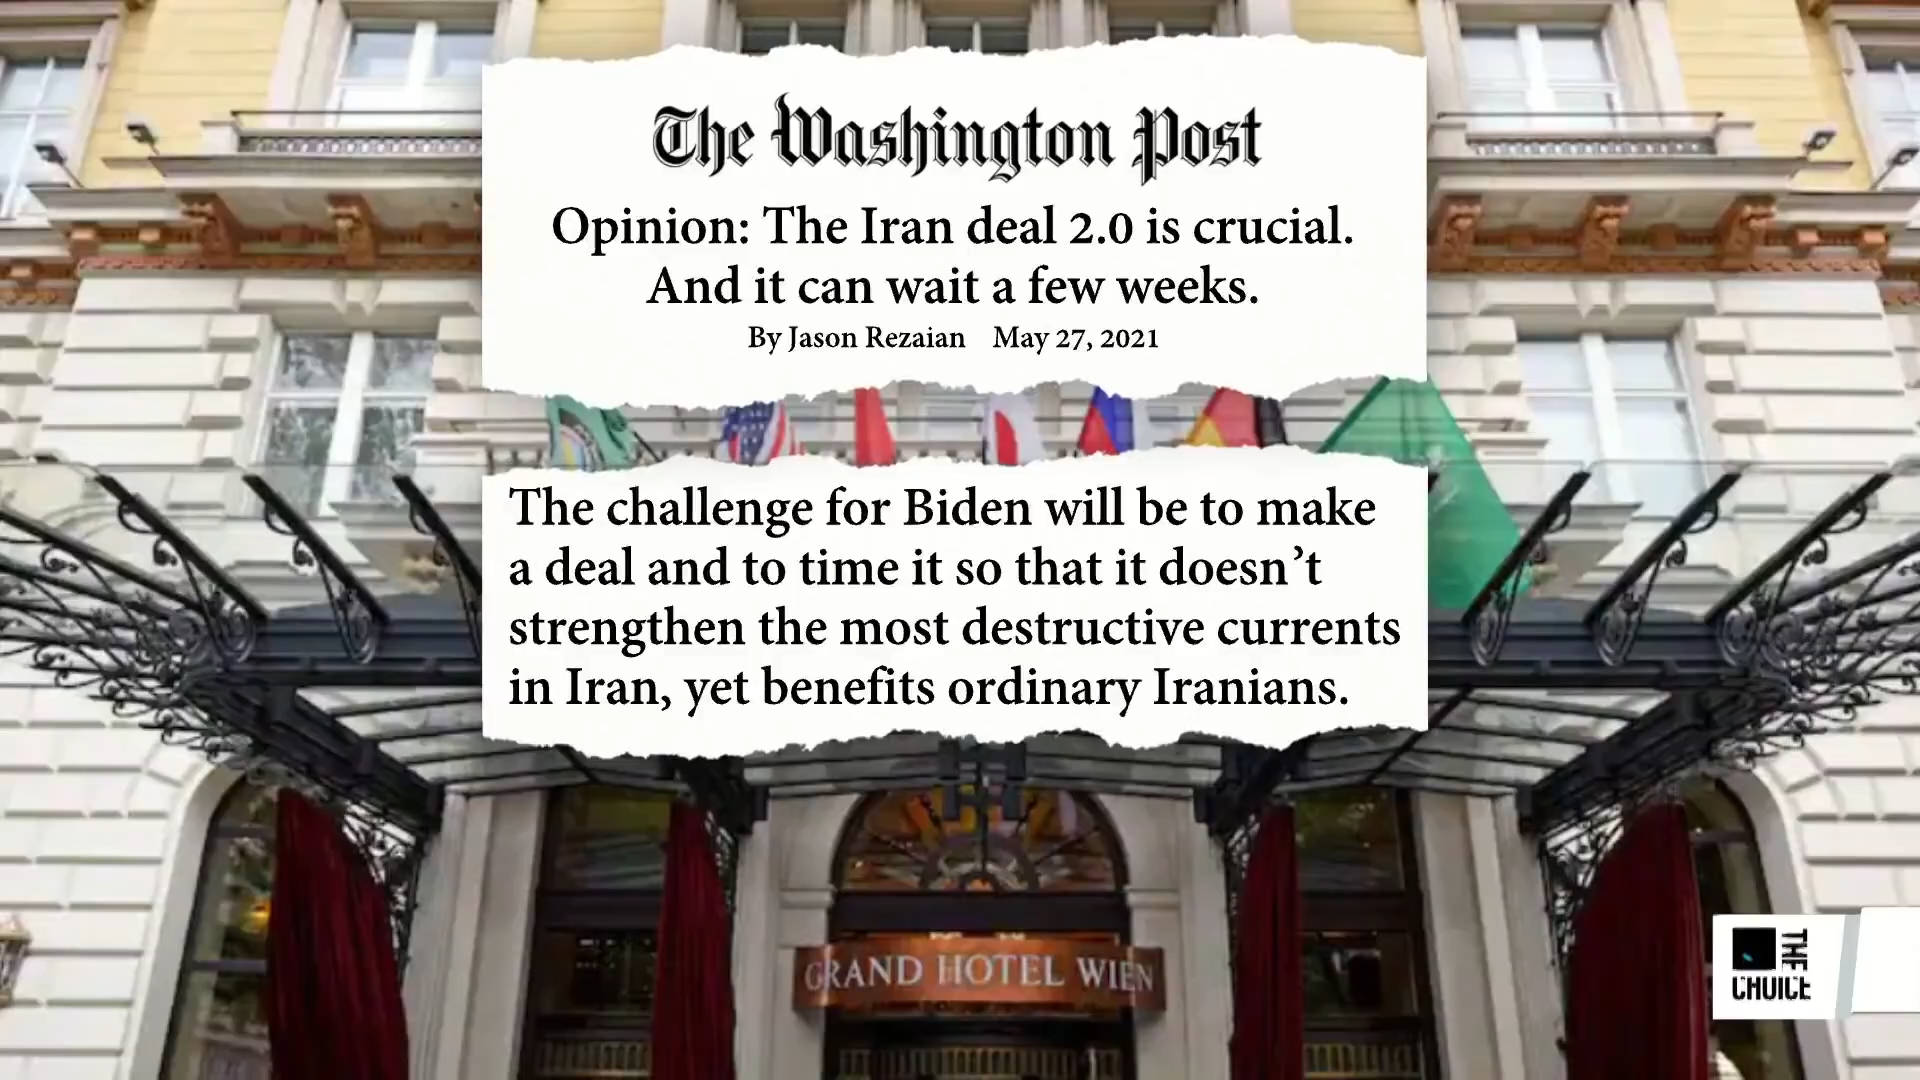 The Washington Post
Opinion: The Iran deal 2.0 is crucial.
And it can wait a few weeks.
By Jason Rezaian May 27, 2021
The challenge for Biden will be to make
a deal and to time it so that it doesn’t
strengthen the most destructive currents
in Iran, yet benefits ordinary Iranians.
GRAND HOTEL WIEN
THE
CHOICE